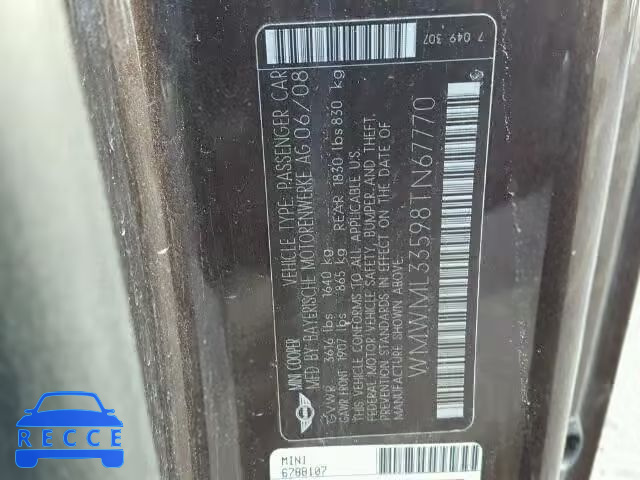 7 049 307
MINI COOPER
VEHICLE TYPE: PASSENGER CAR
MFD BY BAYERISCHE MOTORENWERKE AG 06/08
GVWR 3616 lbs 1640 kg
GAWR FRONT 1907 lbs 865 kg REAR 1830 lbs 830 kg
THIS VEHICLE CONFORMS TO ALL APPLICABLE U.S.
FEDERAL MOTOR VEHICLE SAFETY, BUMPER AND THEFT.
PREVENTION STANDARDS IN EFFECT ON THE DATE OF
MANUFACTURE SHOWN ABOVE.
WMWML33598TN67770
MINI
6788107
RECCE